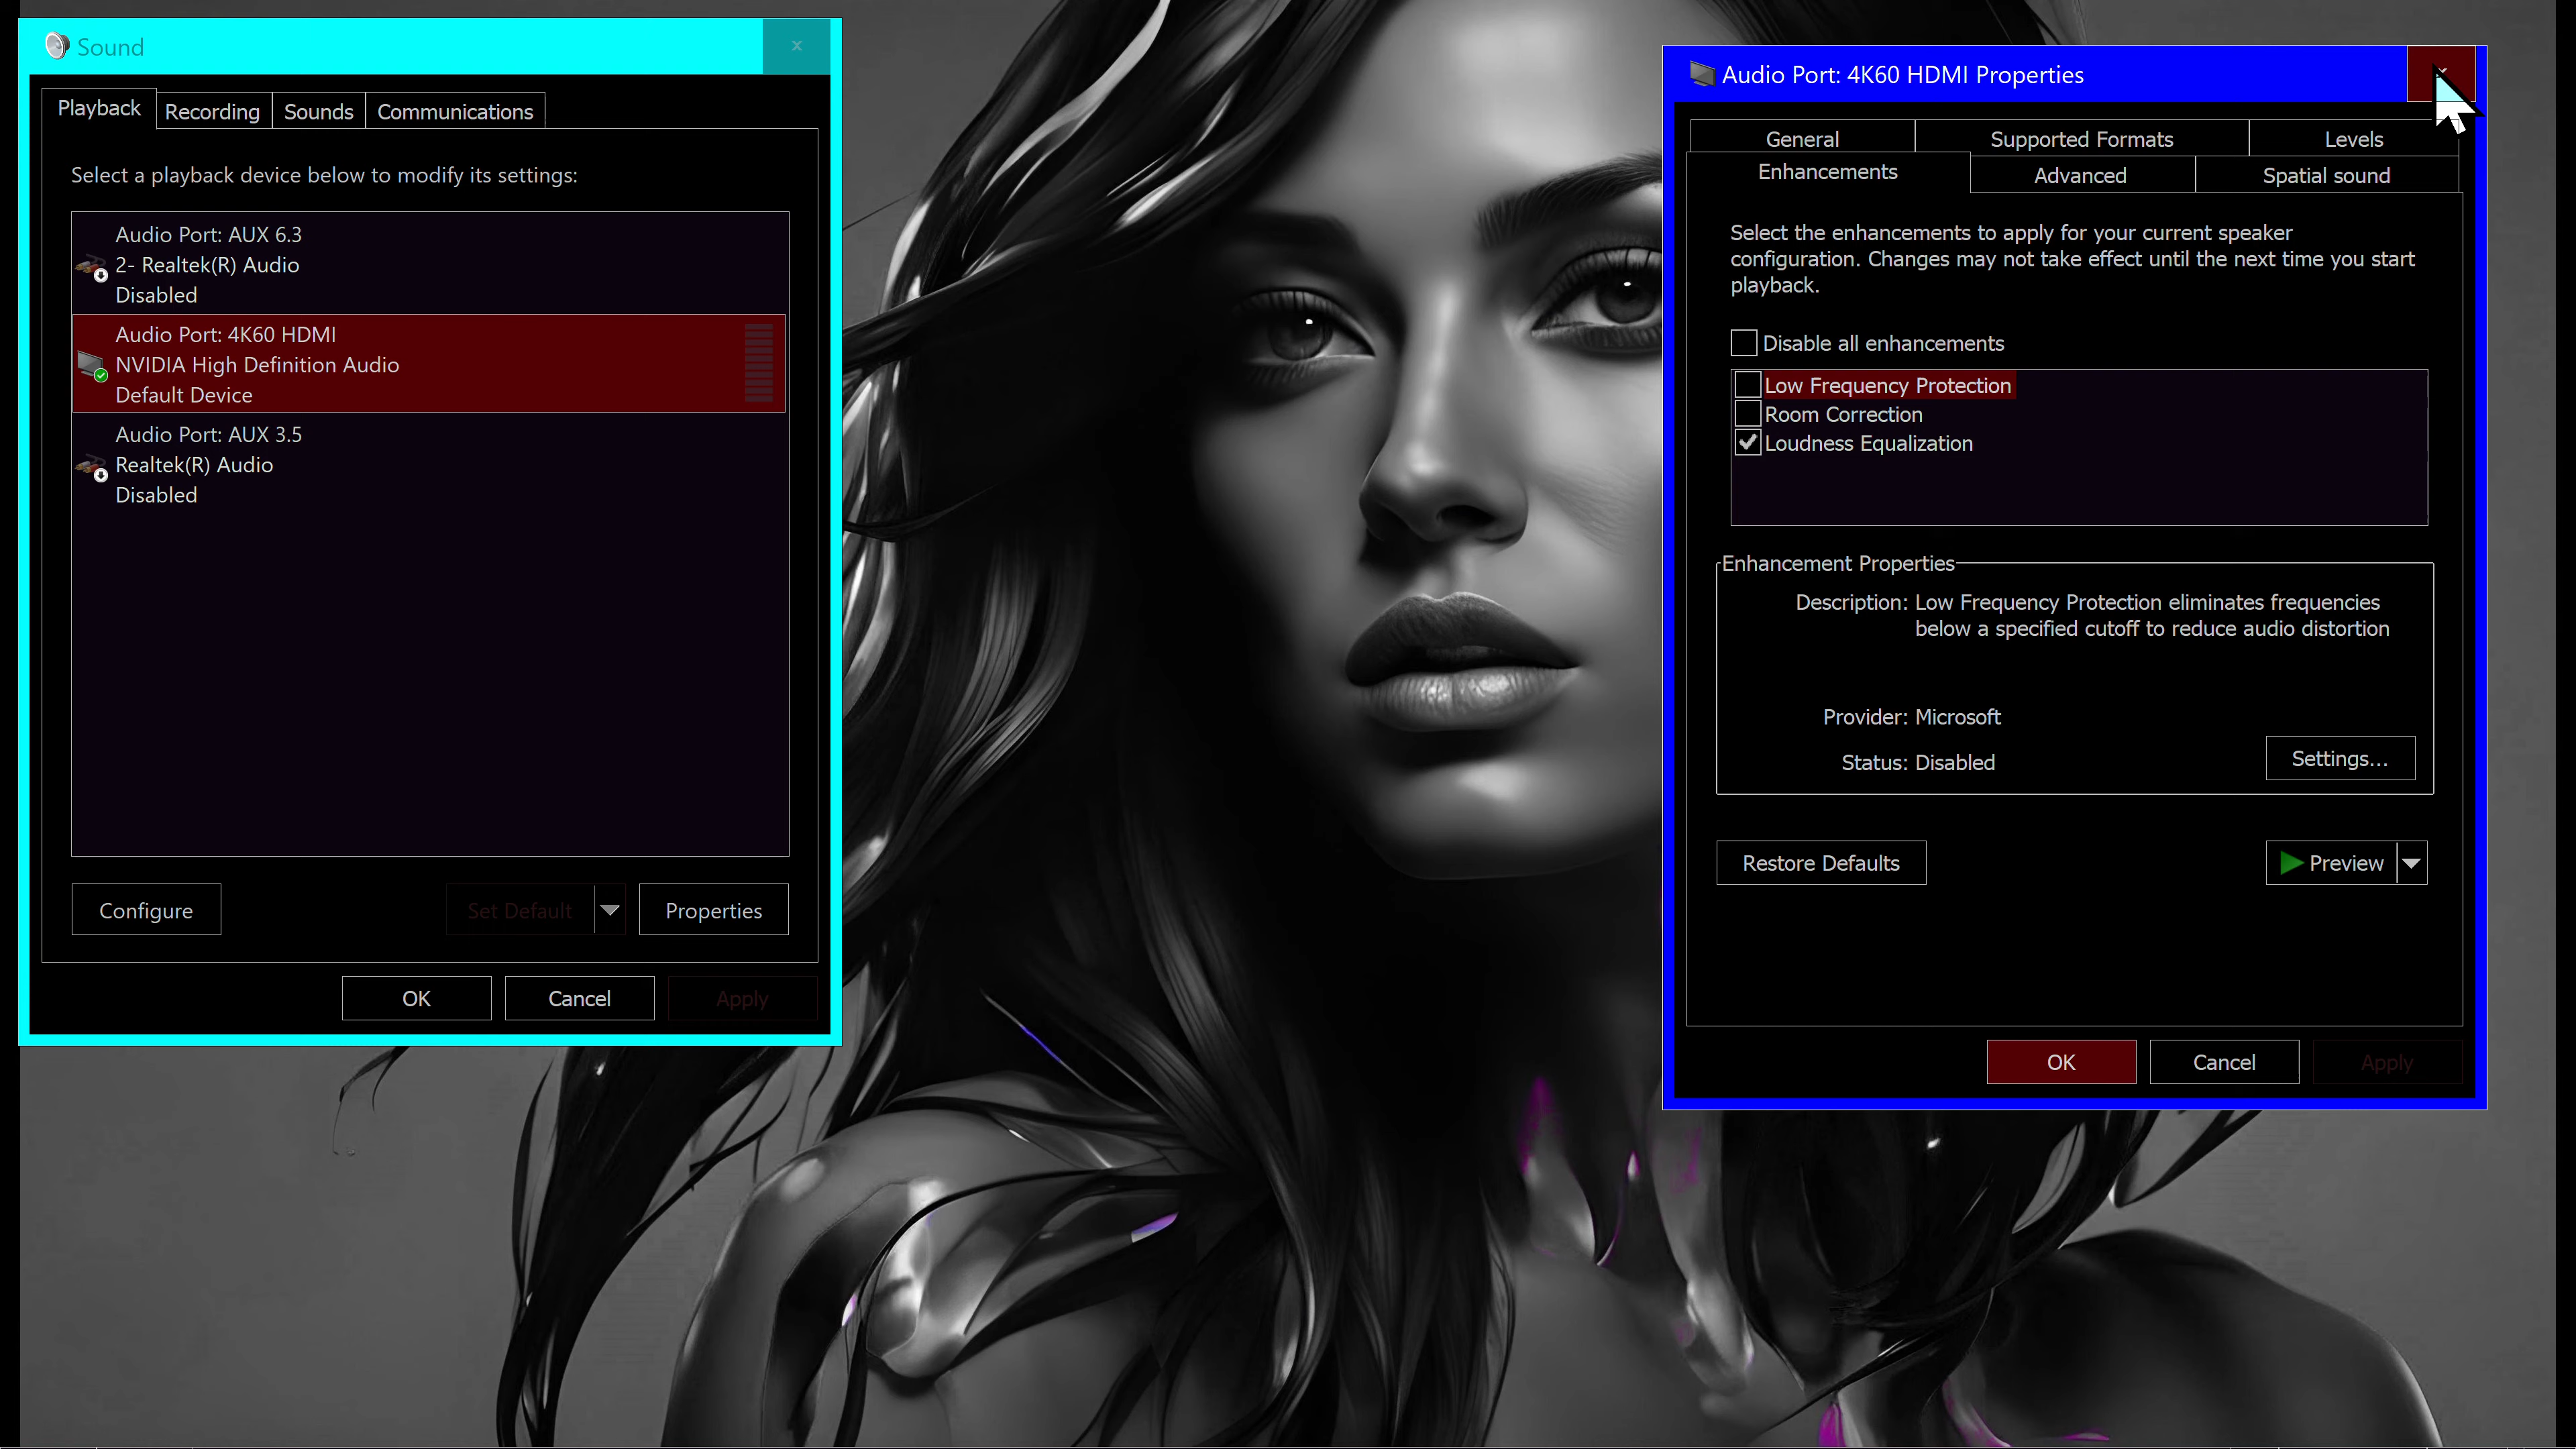 Sound
Playback
Recording
Sounds
Communications
Select a playback device below to modify its settings:
Audio Port: AUX 6.3
2- Realtek(R) Audio
Disabled
Audio Port: 4K60 HDMI
NVIDIA High Definition Audio
Default Device
Audio Port: AUX 3.5
Realtek(R) Audio
Disabled
Configure
Set Default
Properties
OK
Cancel
Apply
Audio Port: 4K60 HDMI Properties
General
Supported Formats
Levels
Enhancements
Advanced
Spatial sound
Select the enhancements to apply for your current speaker
configuration. Changes may not take effect until the next time you start
playback.
Disable all enhancements
Low Frequency Protection
Room Correction
Loudness Equalization
Enhancement Properties
Description: Low Frequency Protection eliminates frequencies
below a specified cutoff to reduce audio distortion
Provider: Microsoft
Status: Disabled
Settings...
Restore Defaults
Preview
OK
Cancel
Apply